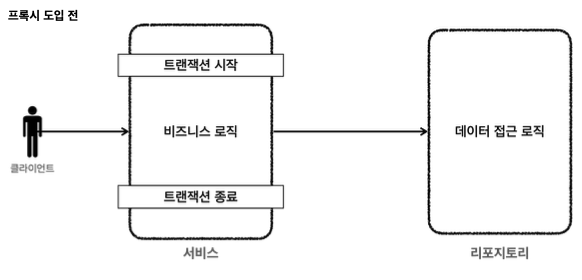 프록시 도입 전
트랜잭션 시작
비즈니스 로직
데이터 접근 로직
클라이언트
트랜잭션 종료
서비스
리포지토리